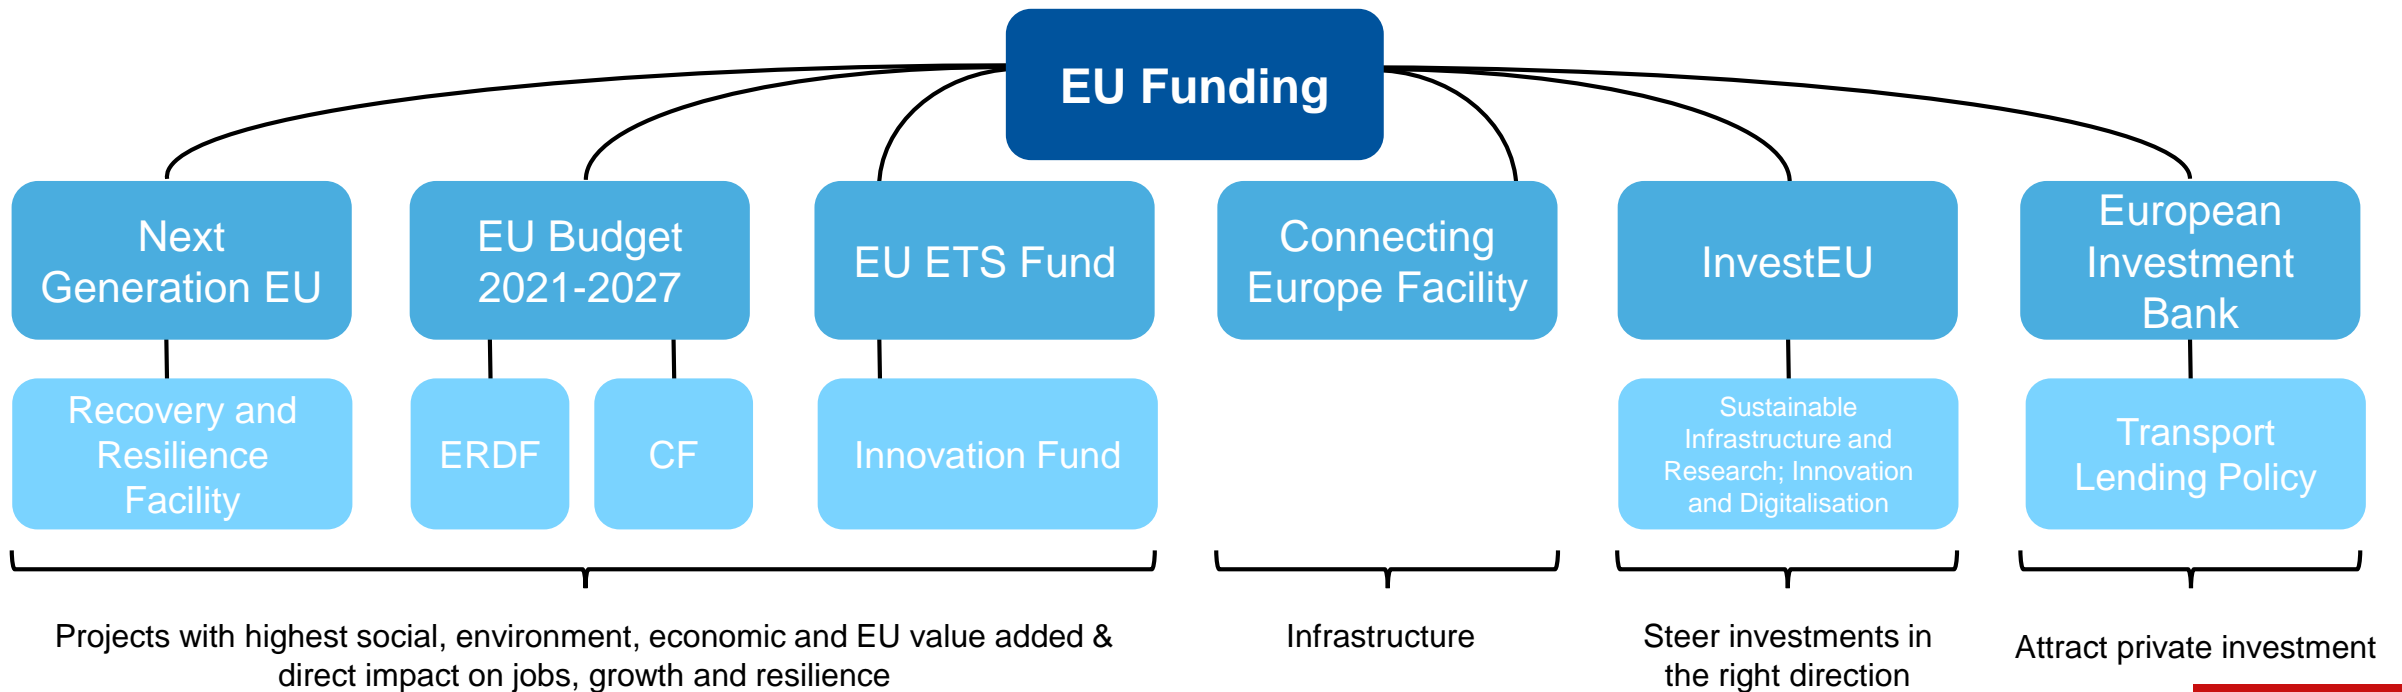 EU Funding
Next
Generation EU
EU Budget
2021-2027
EU ETS Fund
Connecting
Europe Facility
InvestEU
European
Investment
Bank
Recovery and
Resilience
Facility
ERDF
CF
Innovation Fund
Sustainable
Infrastructure and
Research; Innovation
and Digitalisation
Transport
Lending Policy
Projects with highest social, environment, economic and EU value added &
direct impact on jobs, growth and resilience
Infrastructure
Steer investments in
the right direction
Attract private investment